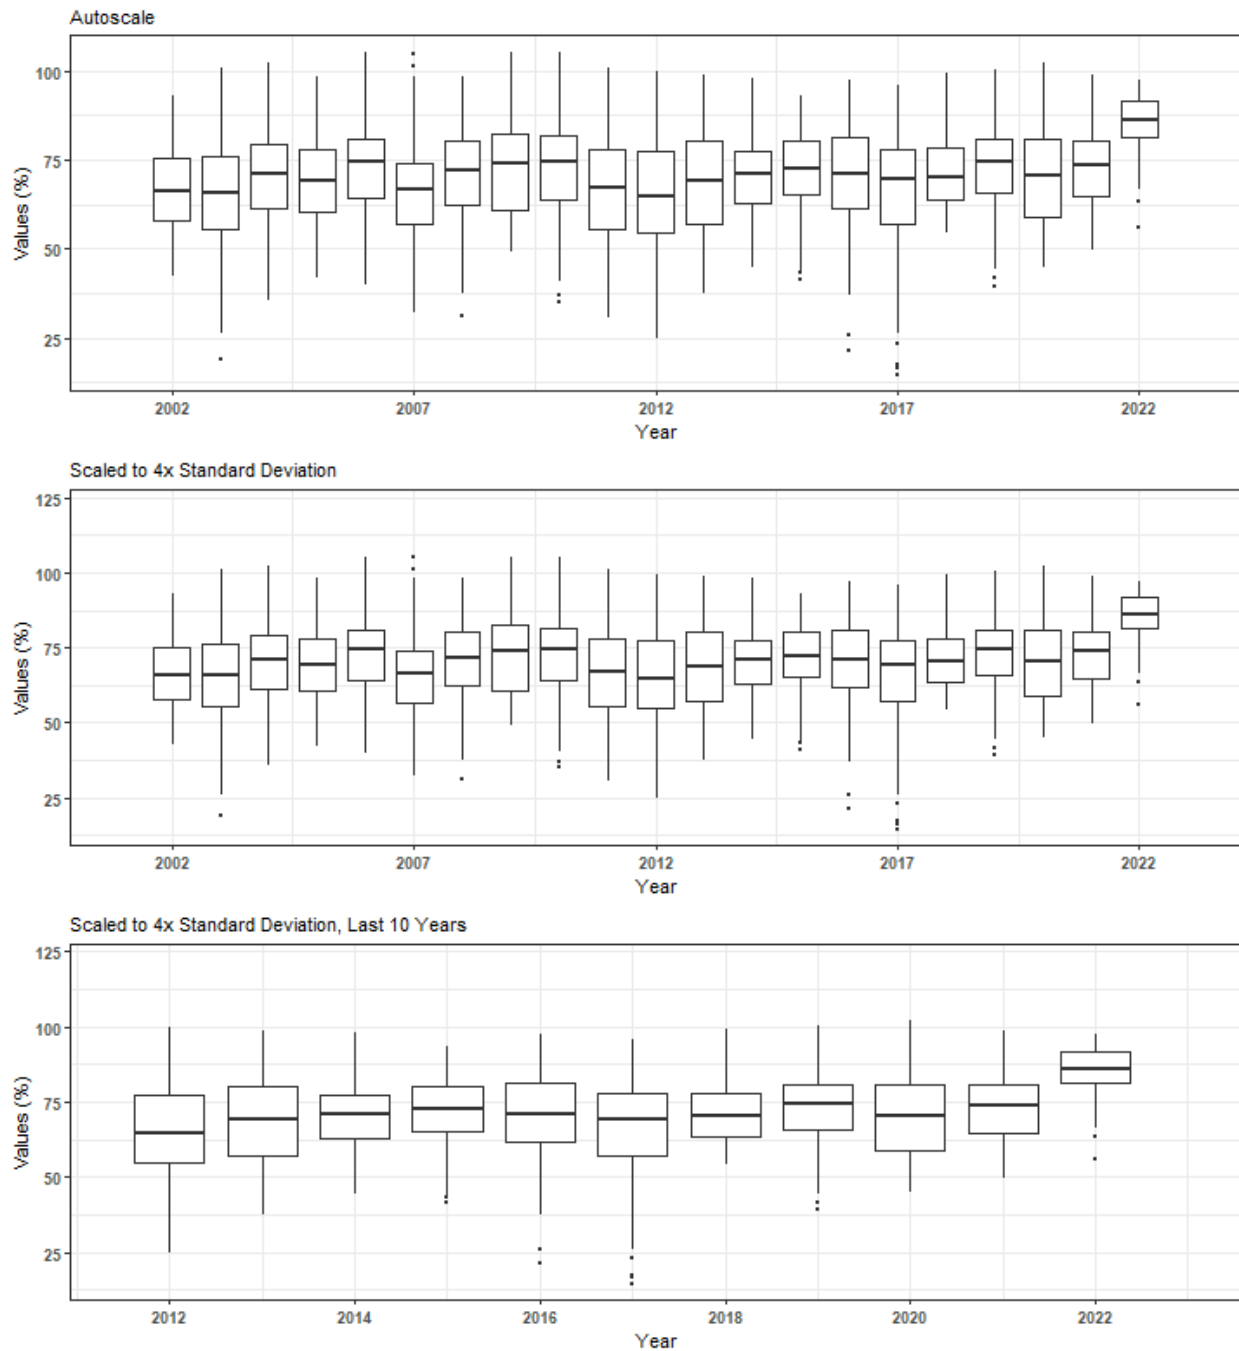 Autoscale
Values (%)
100
75
50
25
2002 2007 2012 2017 2022
Year
Scaled to 4x Standard Deviation
Values (%)
125
100
75
50
25
2002 2007 2012 2017 2022
Year
Scaled to 4x Standard Deviation, Last 10 Years
Values (%)
125
100
75
50
25
2012 2014 2016 2018 2020 2022
Year